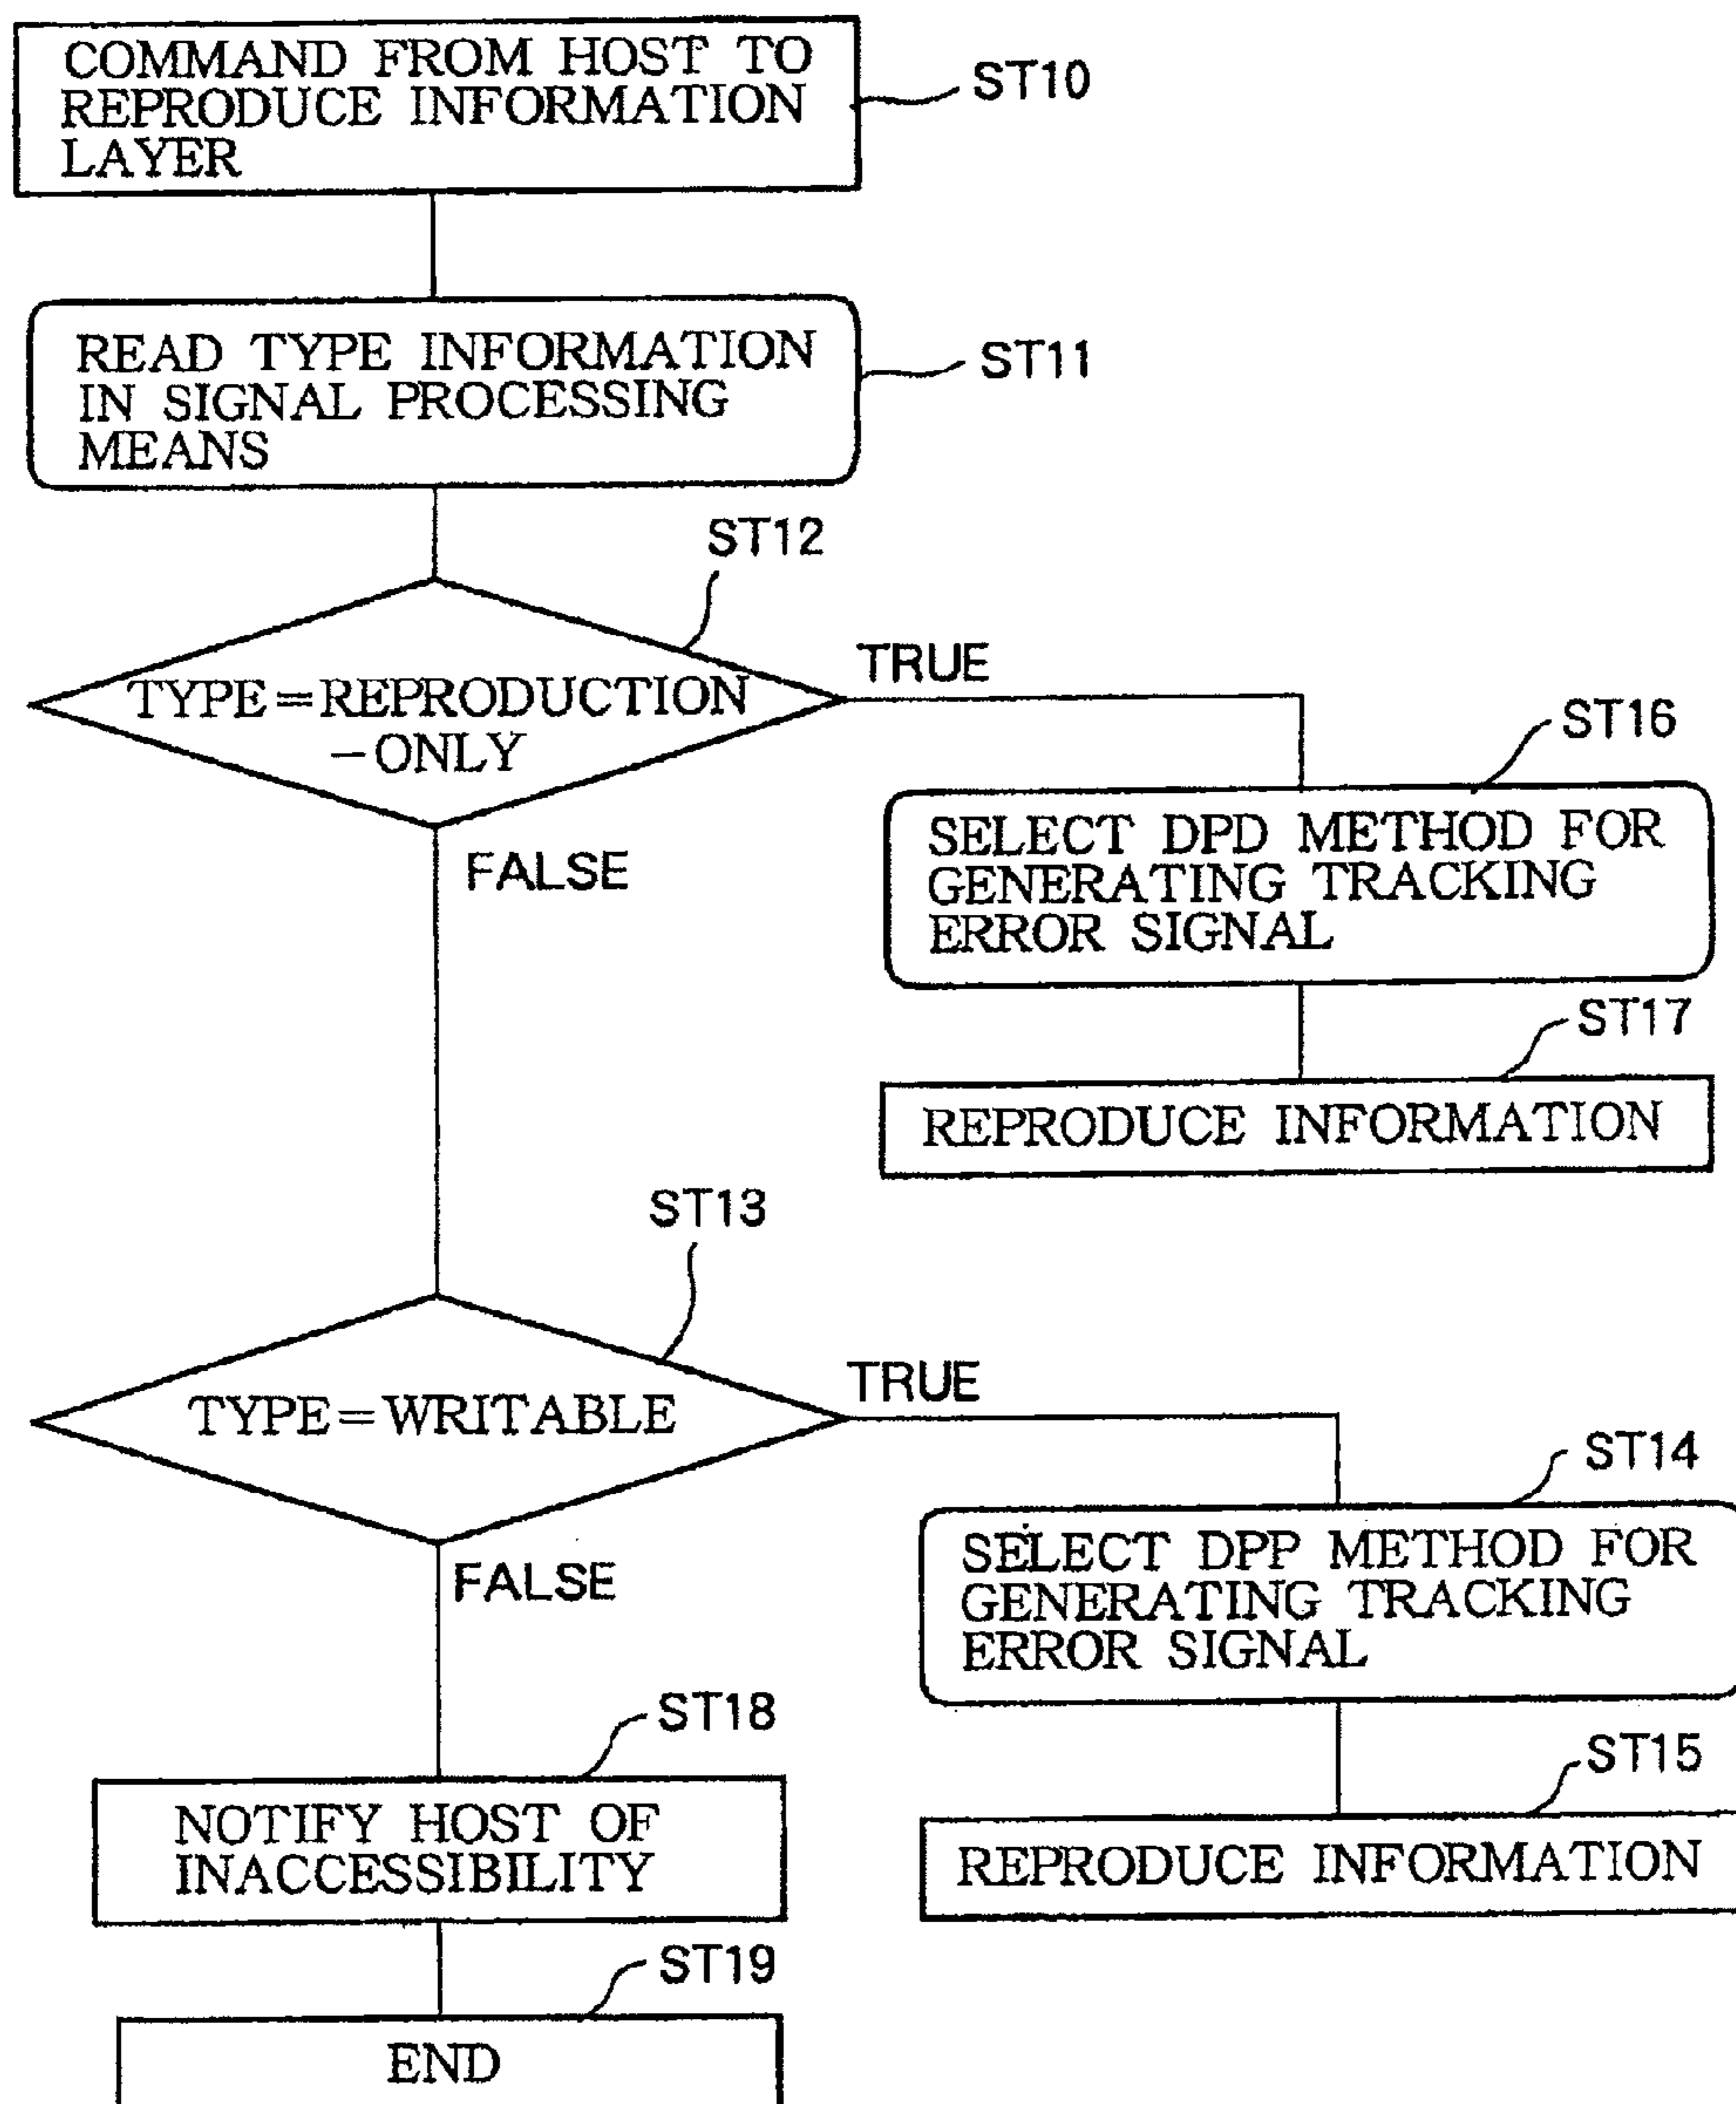 COMMAND FROM HOST TO
REPRODUCE INFORMATION
LAYER
ST10
READ TYPE INFORMATION
IN SIGNAL PROCESSING
MEANS
ST11
ST12
TYPE=REPRODUCTION
-ONLY
TRUE
FALSE
ST16
SELECT DPD METHOD FOR
GENERATING TRACKING
ERROR SIGNAL
ST17
REPRODUCE INFORMATION
ST13
TYPE=WRITABLE
TRUE
FALSE
ST14
SELECT DPP METHOD FOR
GENERATING TRACKING
ERROR SIGNAL
ST15
REPRODUCE INFORMATION
ST18
NOTIFY HOST OF
INACCESSIBILITY
ST19
END